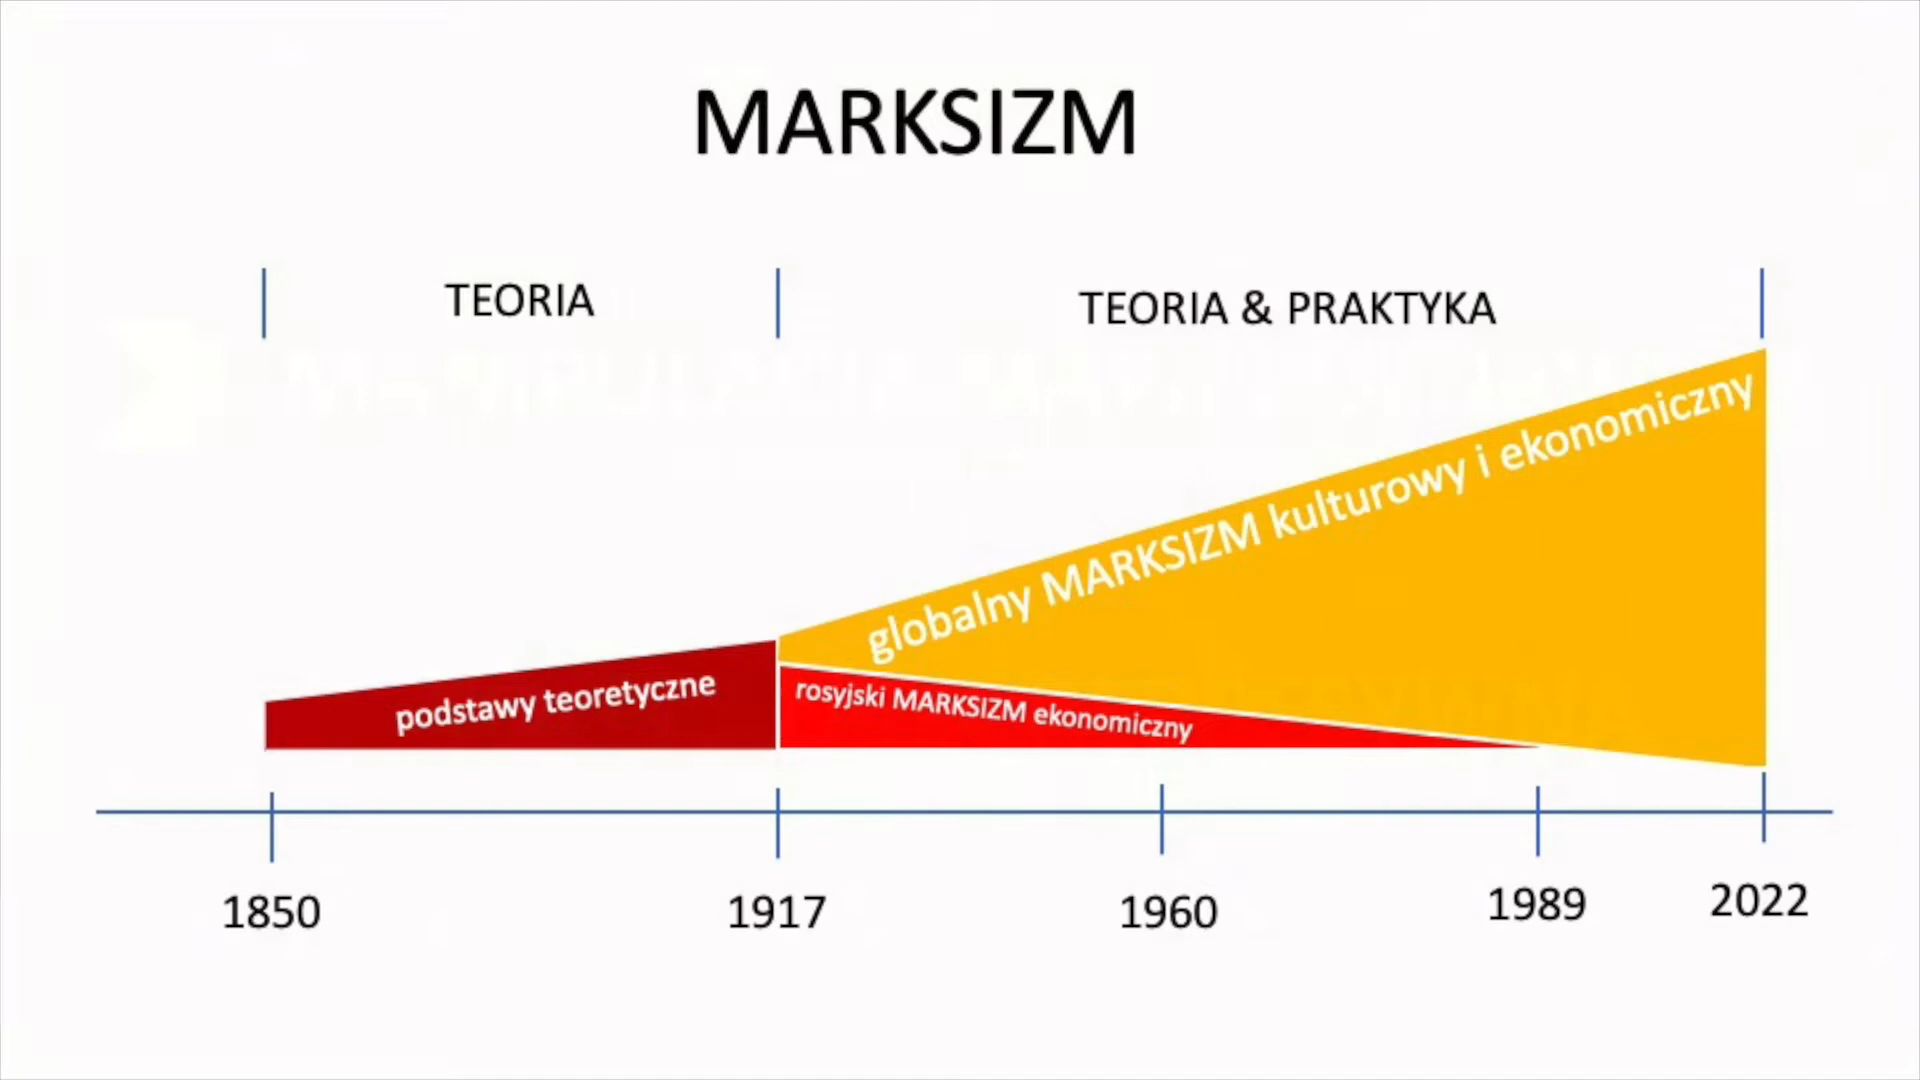 MARKSIZM
TEORIA
TEORIA & PRAKTYKA
globalny MARKSIZM kulturowy i ekonomiczny
podstawy teoretyczne
rosyjski MARKSIZM ekonomiczny
1850
1917
1960
1989
2022